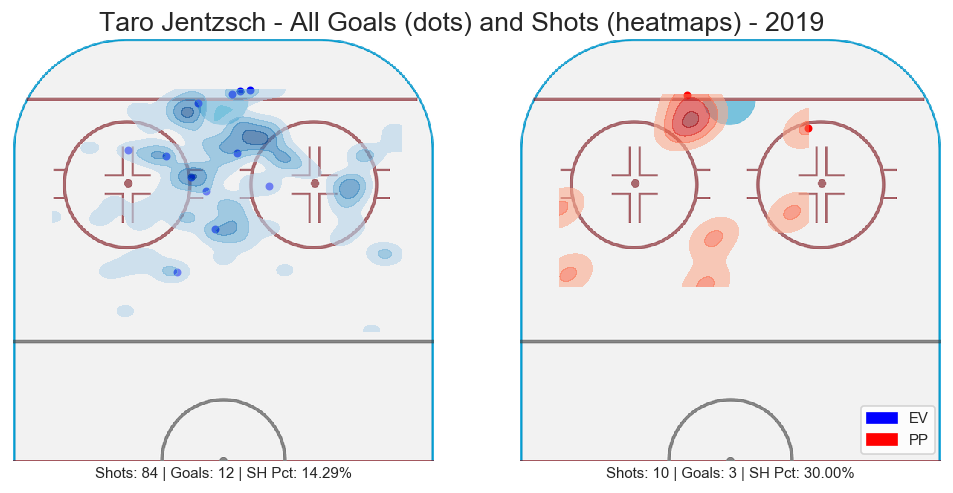 Taro Jentzsch - All Goals (dots) and Shots (heatmaps) - 2019
EV
PP
Shots: 84 | Goals: 12 | SH Pct: 14.29%
Shots: 10 | Goals: 3 | SH Pct: 30.00%